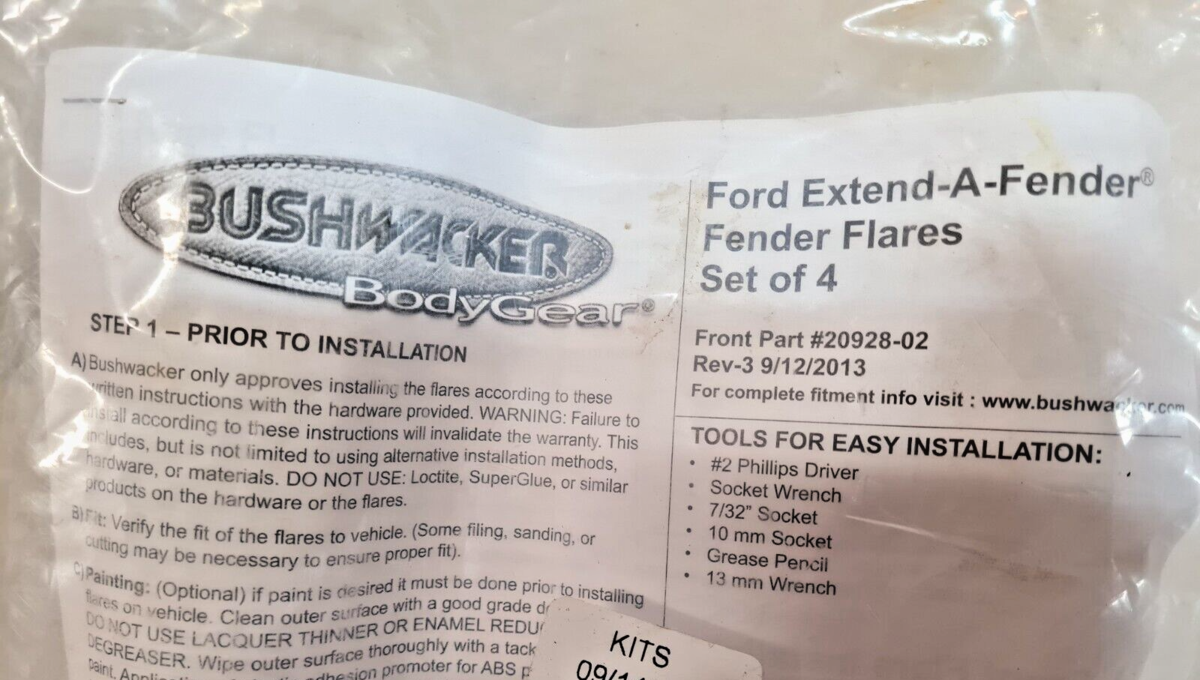 BUSHWACKER
BodyGear®
STEP 1 – PRIOR TO INSTALLATION
A) Bushwacker only approves installing the flares according to these
written instructions with the hardware provided. WARNING: Failure to
install according to these instructions will invalidate the warranty. This
includes, but is not limited to using alternative installation methods,
hardware, or materials. DO NOT USE: Loctite, SuperGlue, or similar
products on the hardware or the flares.
B) Fit: Verify the fit of the flares to vehicle. (Some filing, sanding, or
cutting may be necessary to ensure proper fit).
C) Painting: (Optional) if paint is desired it must be done prior to installing
flares on vehicle. Clean outer surface with a good grade
DO NOT USE LACQUER THINNER OR ENAMEL
DEGREASER. Wipe outer surface thoroughly with a tack
paint. promoter for ABS
Ford Extend-A-Fender®
Fender Flares
Set of 4
Front Part #20928-02
Rev-3 9/12/2013
For complete fitment info visit : www.bushwacker.com
TOOLS FOR EASY INSTALLATION:
• #2 Phillips Driver
• Socket Wrench
• 7/32" Socket
• 10 mm Socket
• Grease Pencil
• 13 mm Wrench
KITS